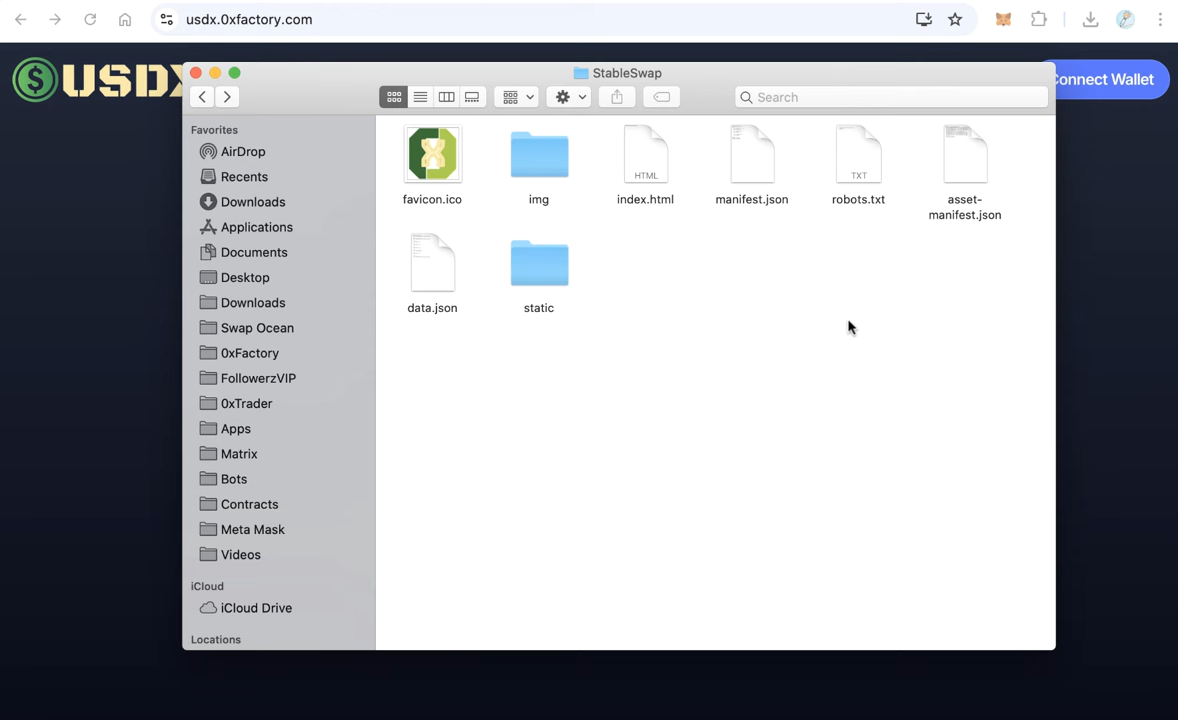 usdx.0xfactory.com
USDX
Connect Wallet
StableSwap
Search
Favorites
AirDrop
Recents
Downloads
Applications
Documents
Desktop
Downloads
Swap Ocean
0xFactory
FollowerzVIP
0xTrader
Apps
Matrix
Bots
Contracts
Meta Mask
Videos
iCloud
iCloud Drive
Locations
HTML
TXT
favicon.ico
img
index.html
manifest.json
robots.txt
asset-
manifest.json
data.json
static